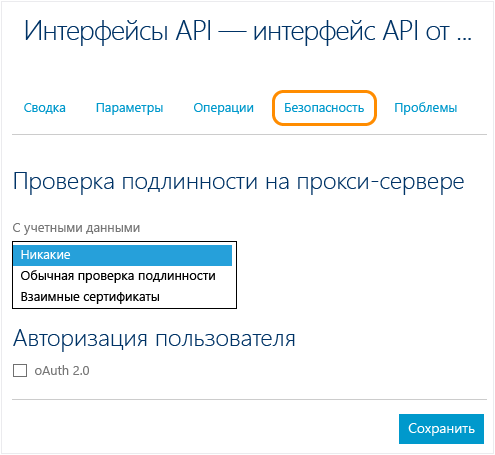 Интерфейсы API — интерфейс API от ...
Сводка Параметры Операции Безопасность Проблемы
Проверка подлинности на прокси-сервере
С учетными данными
Никакие
Обычная проверка подлинности
Взаимные сертификаты
Авторизация пользователя
oAuth 2.0
Сохранить